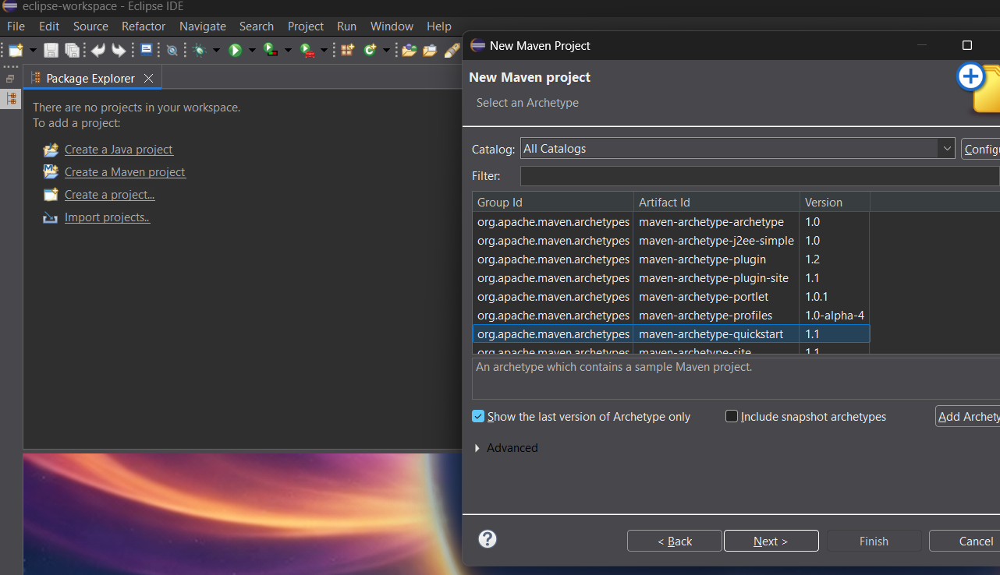 eclipse-workspace - Eclipse IDE
File Edit Source Refactor Navigate Search Project Run Window Help
Package Explorer
There are no projects in your workspace.
To add a project:
Create a Java project
Create a Maven project
Create a project...
Import projects..
New Maven Project
New Maven project
Select an Archetype
Catalog: All Catalogs Configu
Filter:
Group Id Artifact Id Version
org.apache.maven.archetypes maven-archetype-archetype 1.0
org.apache.maven.archetypes maven-archetype-j2ee-simple 1.0
org.apache.maven.archetypes maven-archetype-plugin 1.2
org.apache.maven.archetypes maven-archetype-plugin-site 1.1
org.apache.maven.archetypes maven-archetype-portlet 1.0.1
org.apache.maven.archetypes maven-archetype-profiles 1.0-alpha-4
org.apache.maven.archetypes maven-archetype-quickstart 1.1
org.apache.maven.archetypes maven-archetype-site 1.1
An archetype which contains a sample Maven project.
Show the last version of Archetype only Include snapshot archetypes Add Archety
Advanced
? < Back Next > Finish Cancel